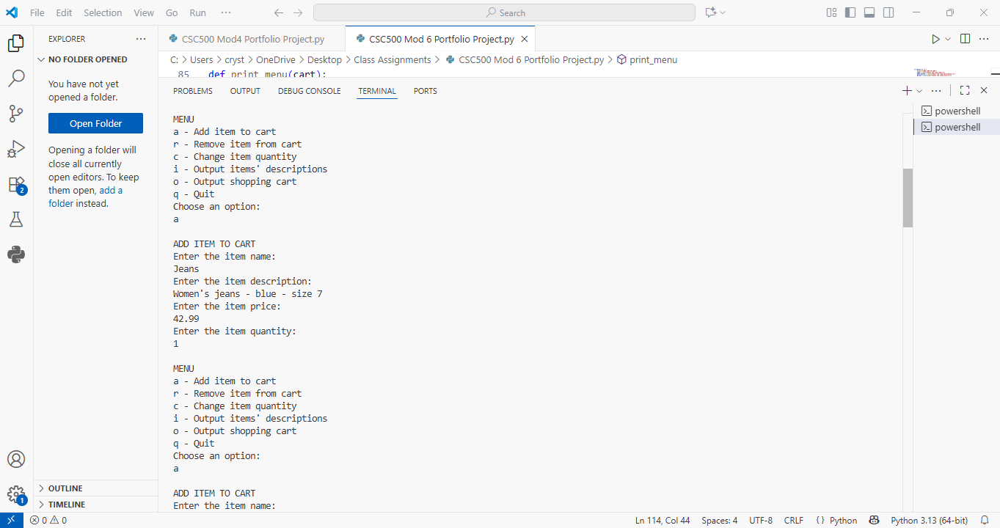 File Edit Selection View Go Run ··· Search
EXPLORER ···
NO FOLDER OPENED
You have not yet
opened a folder.
Open Folder
Opening a folder will
close all currently
open editors. To keep
them open, add a
folder instead.
2
1
OUTLINE
TIMELINE
CSC500 Mod4 Portfolio Project.py CSC500 Mod 6 Portfolio Project.py
C: > Users > cryst > OneDrive > Desktop > Class Assignments > CSC500 Mod 6 Portfolio Project.py > print_menu
85 def print_menu(cart):
PROBLEMS OUTPUT DEBUG CONSOLE TERMINAL PORTS
MENU
a - Add item to cart
r - Remove item from cart
c - Change item quantity
i - Output items' descriptions
o - Output shopping cart
q - Quit
Choose an option:
a
ADD ITEM TO CART
Enter the item name:
Jeans
Enter the item description:
Women's jeans - blue - size 7
Enter the item price:
42.99
Enter the item quantity:
1
MENU
a - Add item to cart
r - Remove item from cart
c - Change item quantity
i - Output items' descriptions
o - Output shopping cart
q - Quit
Choose an option:
a
ADD ITEM TO CART
Enter the item name:
powershell
powershell
0 0 Ln 114, Col 44 Spaces: 4 UTF-8 CRLF {} Python Python 3.13 (64-bit)